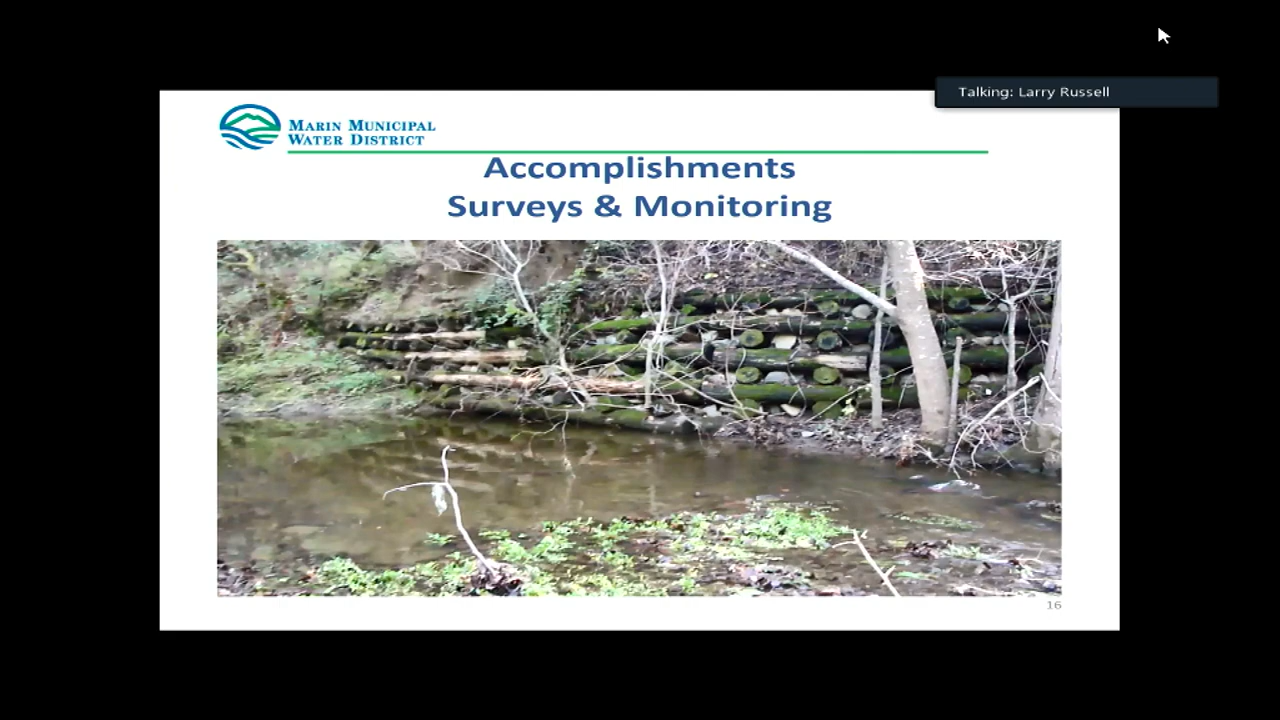 Talking: Larry Russell
MARIN MUNICIPAL
WATER DISTRICT
Accomplishments
Surveys & Monitoring
16